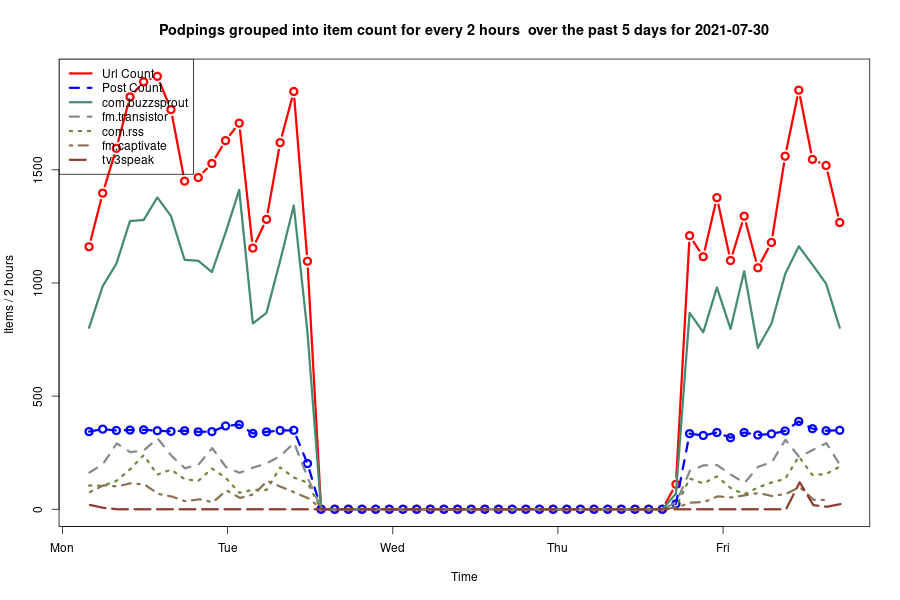 Podpings grouped into item count for every 2 hours  over the past 5 days for 2021-07-30
Url Count
Post Count
com.buzzsprout
fm.transistor
com.rss
fm.captivate
tv.3speak
Items / 2 hours
1500
1000
500
0
Mon Tue Wed Thu Fri
Time